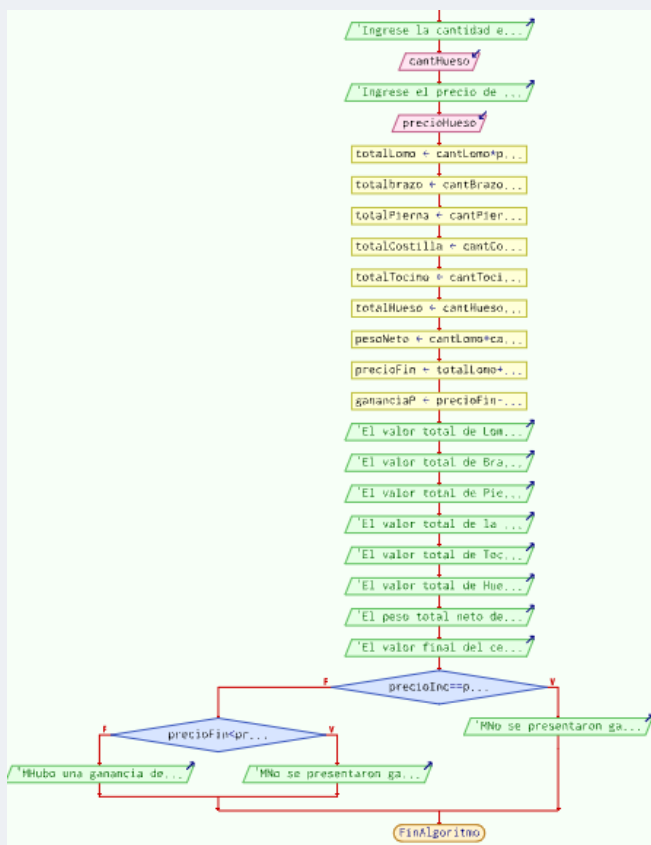 'Ingrese la cantidad e...
cantHueso
'Ingrese el precio de ...
precioHueso
totalLomo ← cantLomo*p...
totalbrazo ← cantBrazo...
totalPierna ← cantPier...
totalCostilla ← cantCo...
totalTocino ← cantToci...
totalHueso ← cantHueso...
pesoNeto ← cantLomo*ca...
precioFin ← totalLomo+...
gananciaP ← precioFin-...
'El valor total de Lom...
'El valor total de Bra...
'El valor total de Pie...
'El valor total de la ...
'El valor total de Toc...
'El valor total de Hue...
'El peso total neto de...
'El valor final del ce...
F precioInc==p... V
'MNo se presentaron ga...
F precioFin<pr... V
'MHubo una ganancia de...
'MNo se presentaron ga...
FinAlgoritmo